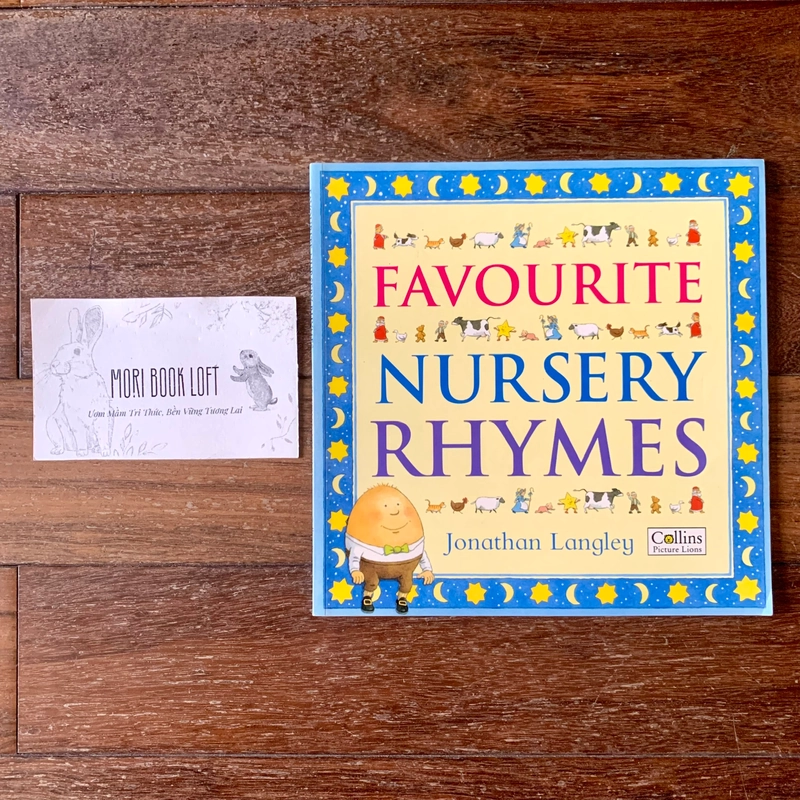 MORI BOOK LOFT
Ươm Mầm Tri Thức, Bền Vững Tương Lai
FAVOURITE
NURSERY
RHYMES
Jonathan Langley
Collins
Picture Lions